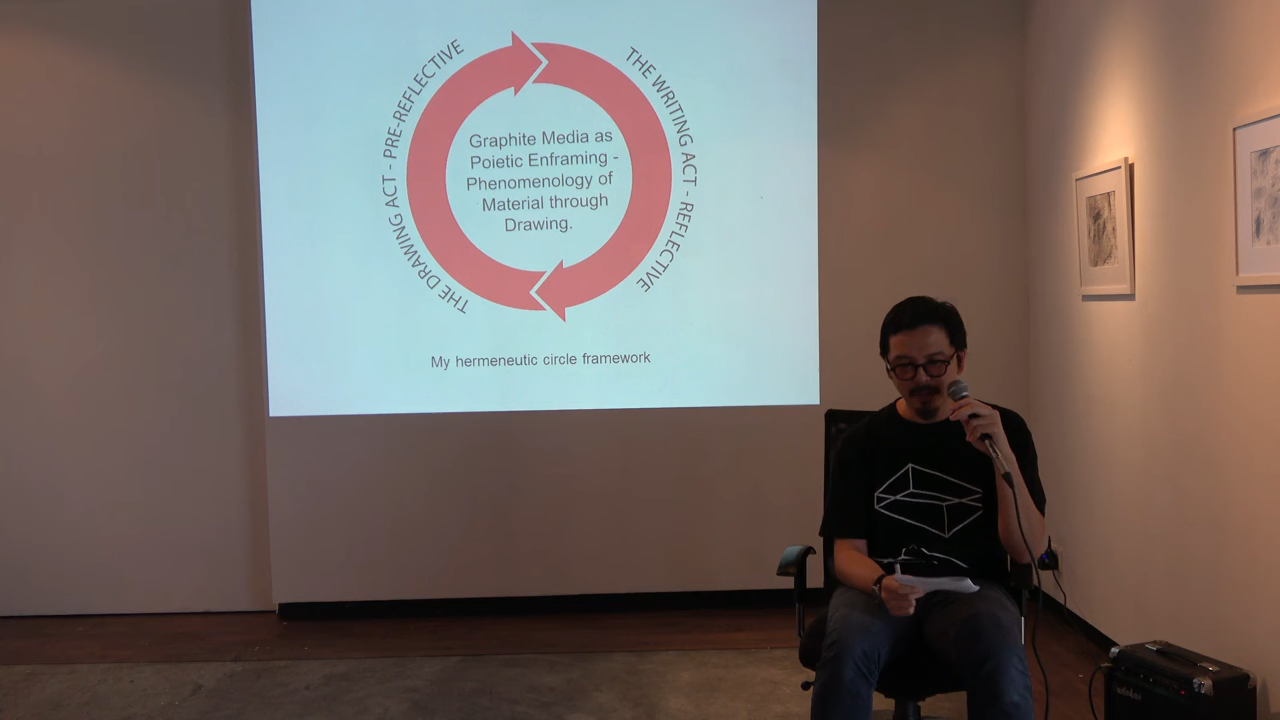 THE DRAWING ACT - PRE-REFLECTIVE
THE WRITING ACT - REFLECTIVE
Graphite Media as
Poietic Enframing -
Phenomenology of
Material through
Drawing.
My hermeneutic circle framework